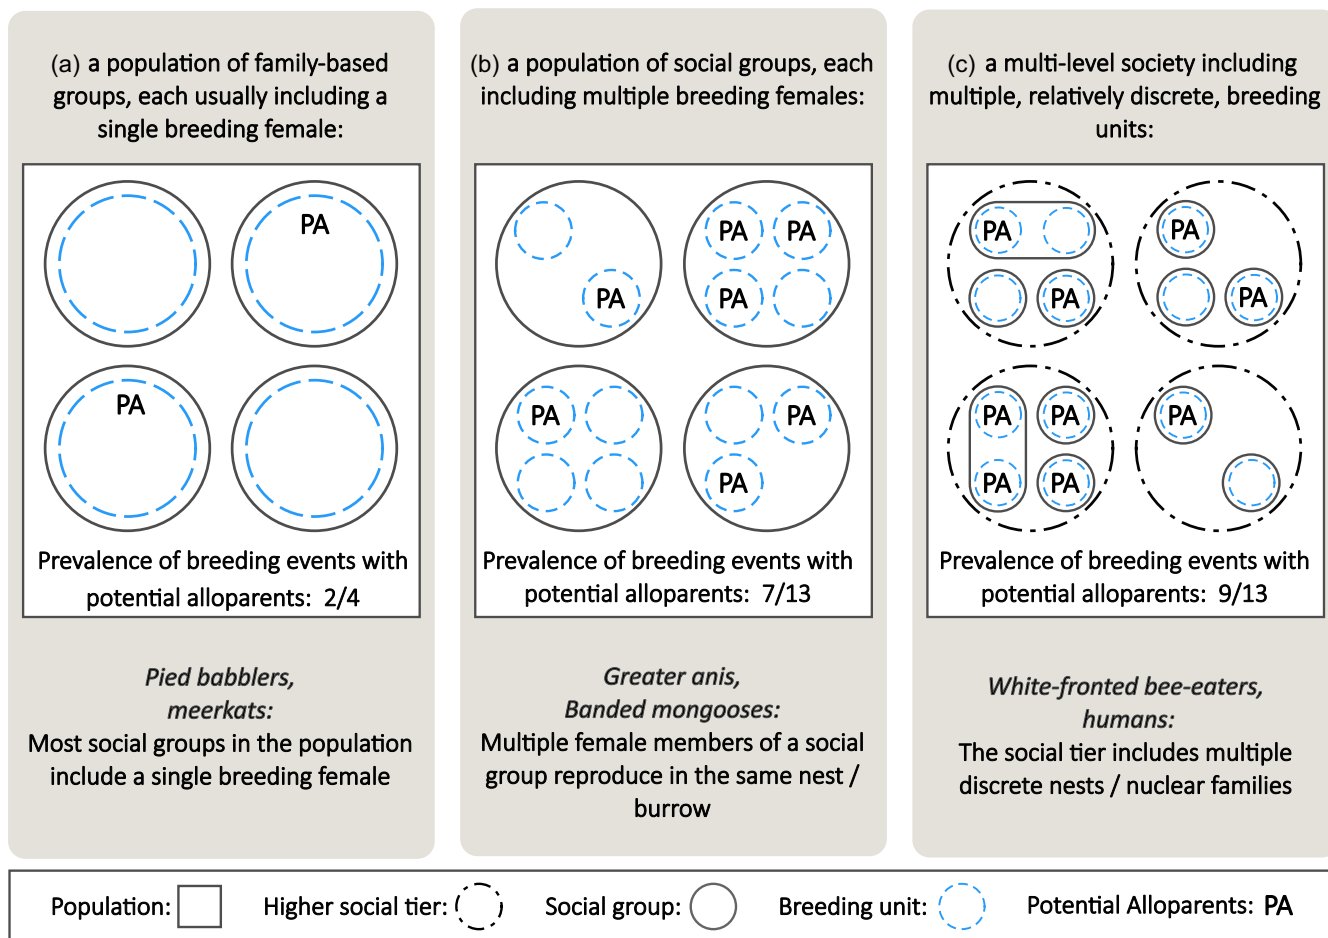 (a) a population of family-based
groups, each usually including a
single breeding female:
PA
PA
Prevalence of breeding events with
potential alloparents: 2/4
Pied babblers,
meerkats:
Most social groups in the population
include a single breeding female
(b) a population of social groups, each
including multiple breeding females:
PA PA
PA PA
PA PA
PA
Prevalence of breeding events with
potential alloparents: 7/13
Greater anis,
Banded mongooses:
Multiple female members of a social
group reproduce in the same nest /
burrow
(c) a multi-level society including
multiple, relatively discrete, breeding
units:
PA PA
PA PA
PA PA PA
PA PA
Prevalence of breeding events with
potential alloparents: 9/13
White-fronted bee-eaters,
humans:
The social tier includes multiple
discrete nests / nuclear families
Population: Higher social tier: Social group: Breeding unit: Potential Alloparents: PA